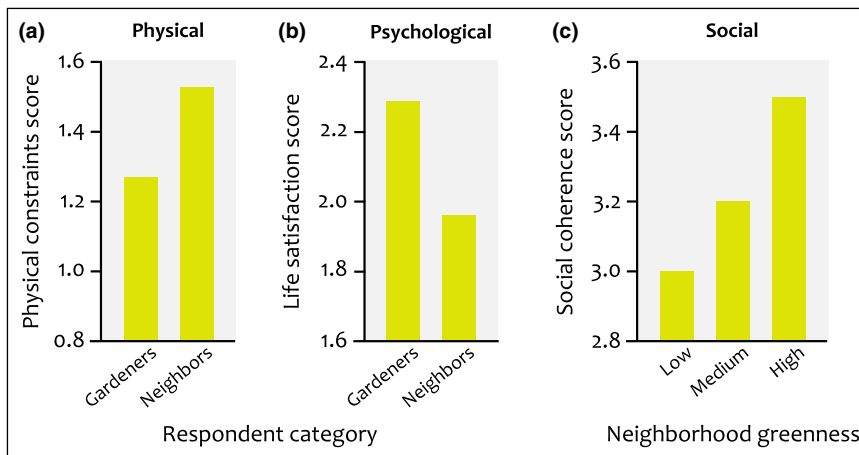 (a) Physical
Physical constraints score
1.6
1.4
1.2
1.0
0.8
Gardeners
Neighbors
(b) Psychological
Life satisfaction score
2.4
2.2
2.0
1.8
1.6
Gardeners
Neighbors
Respondent category
(c) Social
Social coherence score
3.6
3.4
3.2
3.0
2.8
Low
Medium
High
Neighborhood greenness